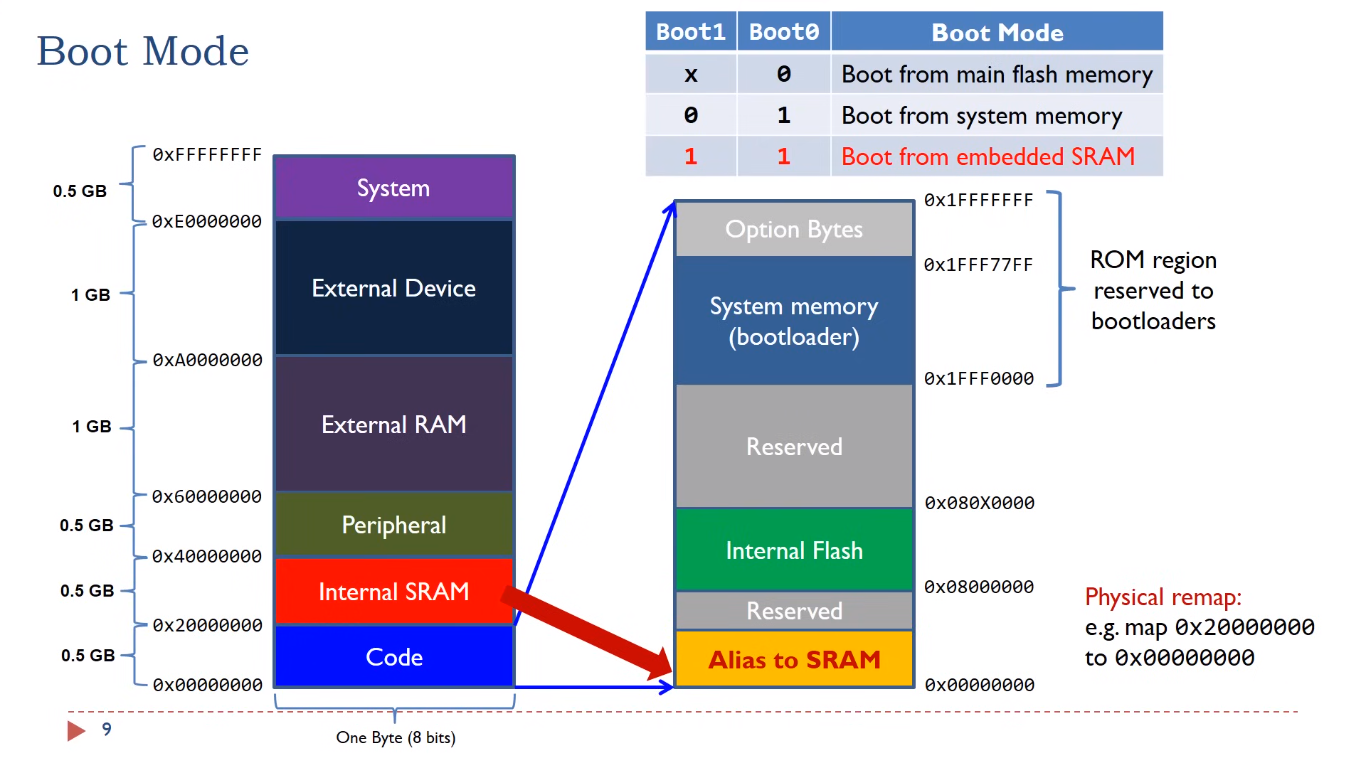 Boot Mode
Boot1 Boot0 Boot Mode
x 0 Boot from main flash memory
0 1 Boot from system memory
1 1 Boot from embedded SRAM
0xFFFFFFFF
0.5 GB
System
0xE0000000
1 GB
External Device
0xA0000000
1 GB
External RAM
0x60000000
0.5 GB
Peripheral
0x40000000
0.5 GB
Internal SRAM
0x20000000
0.5 GB
Code
0x00000000
One Byte (8 bits)
0x1FFFFFFF
Option Bytes
0x1FFF77FF
System memory
(bootloader)
0x1FFF0000
ROM region
reserved to
bootloaders
Reserved
0x080X0000
Internal Flash
0x08000000
Reserved
Alias to SRAM
0x00000000
Physical remap:
e.g. map 0x20000000
to 0x00000000
9